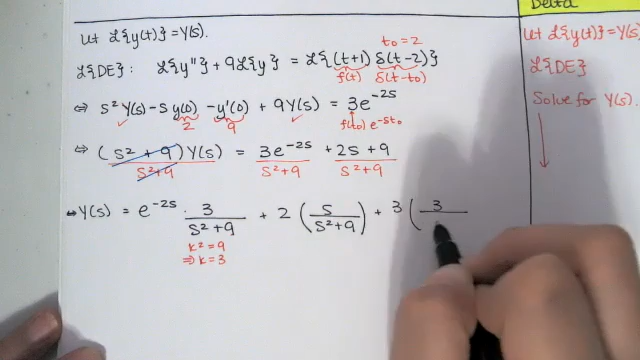 Delta
Let ℒ{y(t)} = Y(s).
t₀ = 2
ℒ{DE}: ℒ{y''} + 9ℒ{y} = ℒ{(t+1) δ(t-2)}
f(t) δ(t-t₀)
⇔ s²Y(s) - sy(0) - y'(0) + 9Y(s) = 3e^{-2s}
2 9 f(t₀) e^{-st₀}
⇔ (s² + 9)Y(s) = 3e^{-2s} + 2s + 9
s²+9 s²+9 s²+9
⇔ Y(s) = e^{-2s} · 3/(s² + 9) + 2 (s/(s²+9)) + 3 (3
k² = 9
⇒ k = 3
Let ℒ{y(t)} = Y(s)
ℒ{DE}
Solve for Y(s).